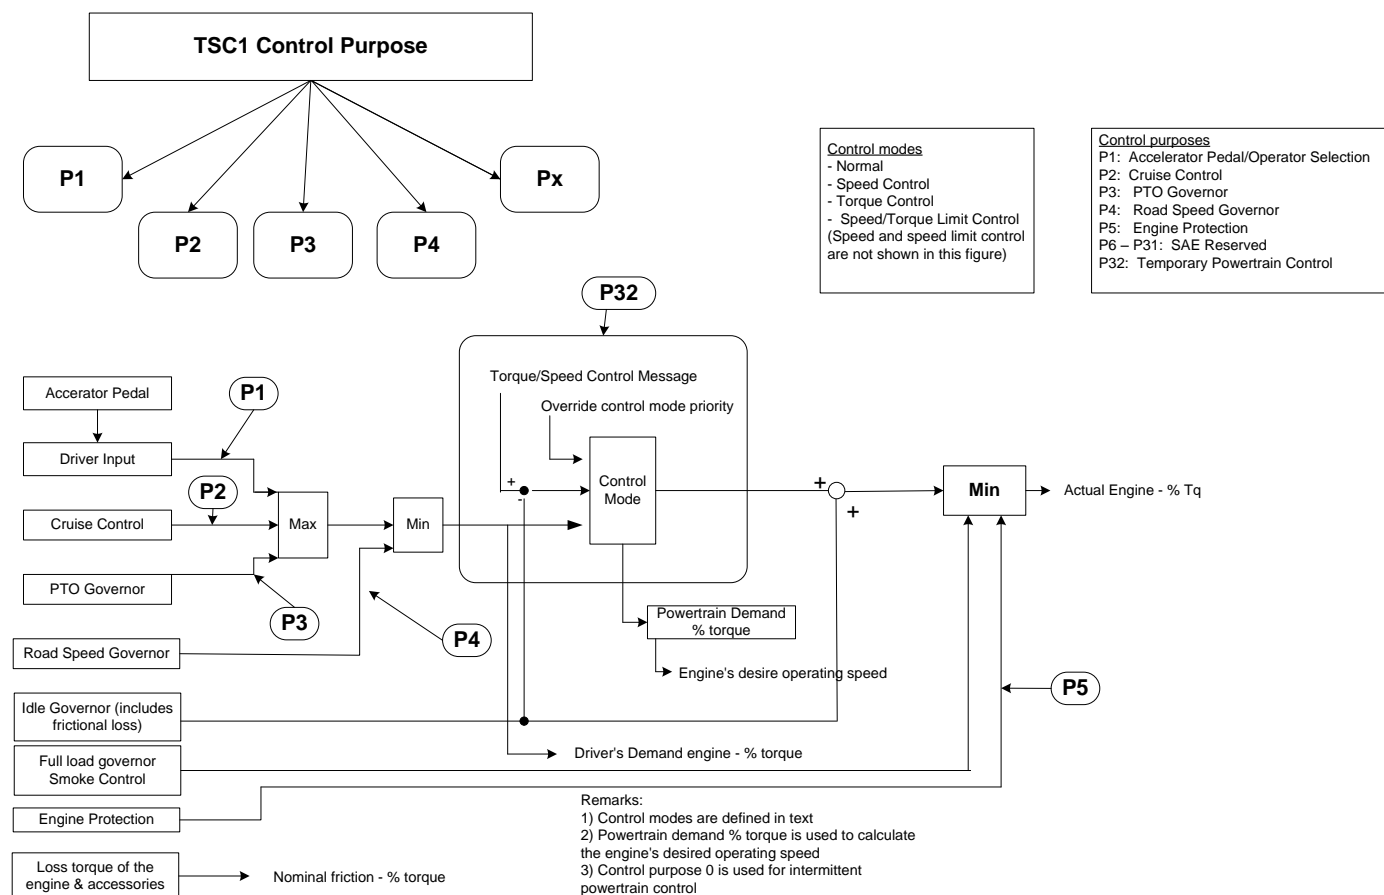 TSC1 Control Purpose
P1
Px
P2
P3
P4
Control modes
- Normal
- Speed Control
- Torque Control
-  Speed/Torque Limit Control
(Speed and speed limit control
are not shown in this figure)
Control purposes
P1:  Accelerator Pedal/Operator Selection
P2:  Cruise Control
P3:   PTO Governor
P4:   Road Speed Governor
P5:   Engine Protection
P6 – P31:  SAE Reserved
P32:  Temporary Powertrain Control
P32
Torque/Speed Control Message
Override control mode priority
Accerator Pedal
P1
Driver Input
P2
Cruise Control
Max
Min
+
-
Control
Mode
+
+
Min
Actual Engine - % Tq
PTO Governor
P3
P4
Powertrain Demand
% torque
Road Speed Governor
Engine's desire operating speed
P5
Idle Governor (includes
frictional loss)
Full load governor
Smoke Control
Driver's Demand engine - % torque
Engine Protection
Loss torque of the
engine & accessories
Nominal friction - % torque
Remarks:
1) Control modes are defined in text
2) Powertrain demand % torque is used to calculate
the engine's desired operating speed
3) Control purpose 0 is used for intermittent
powertrain control